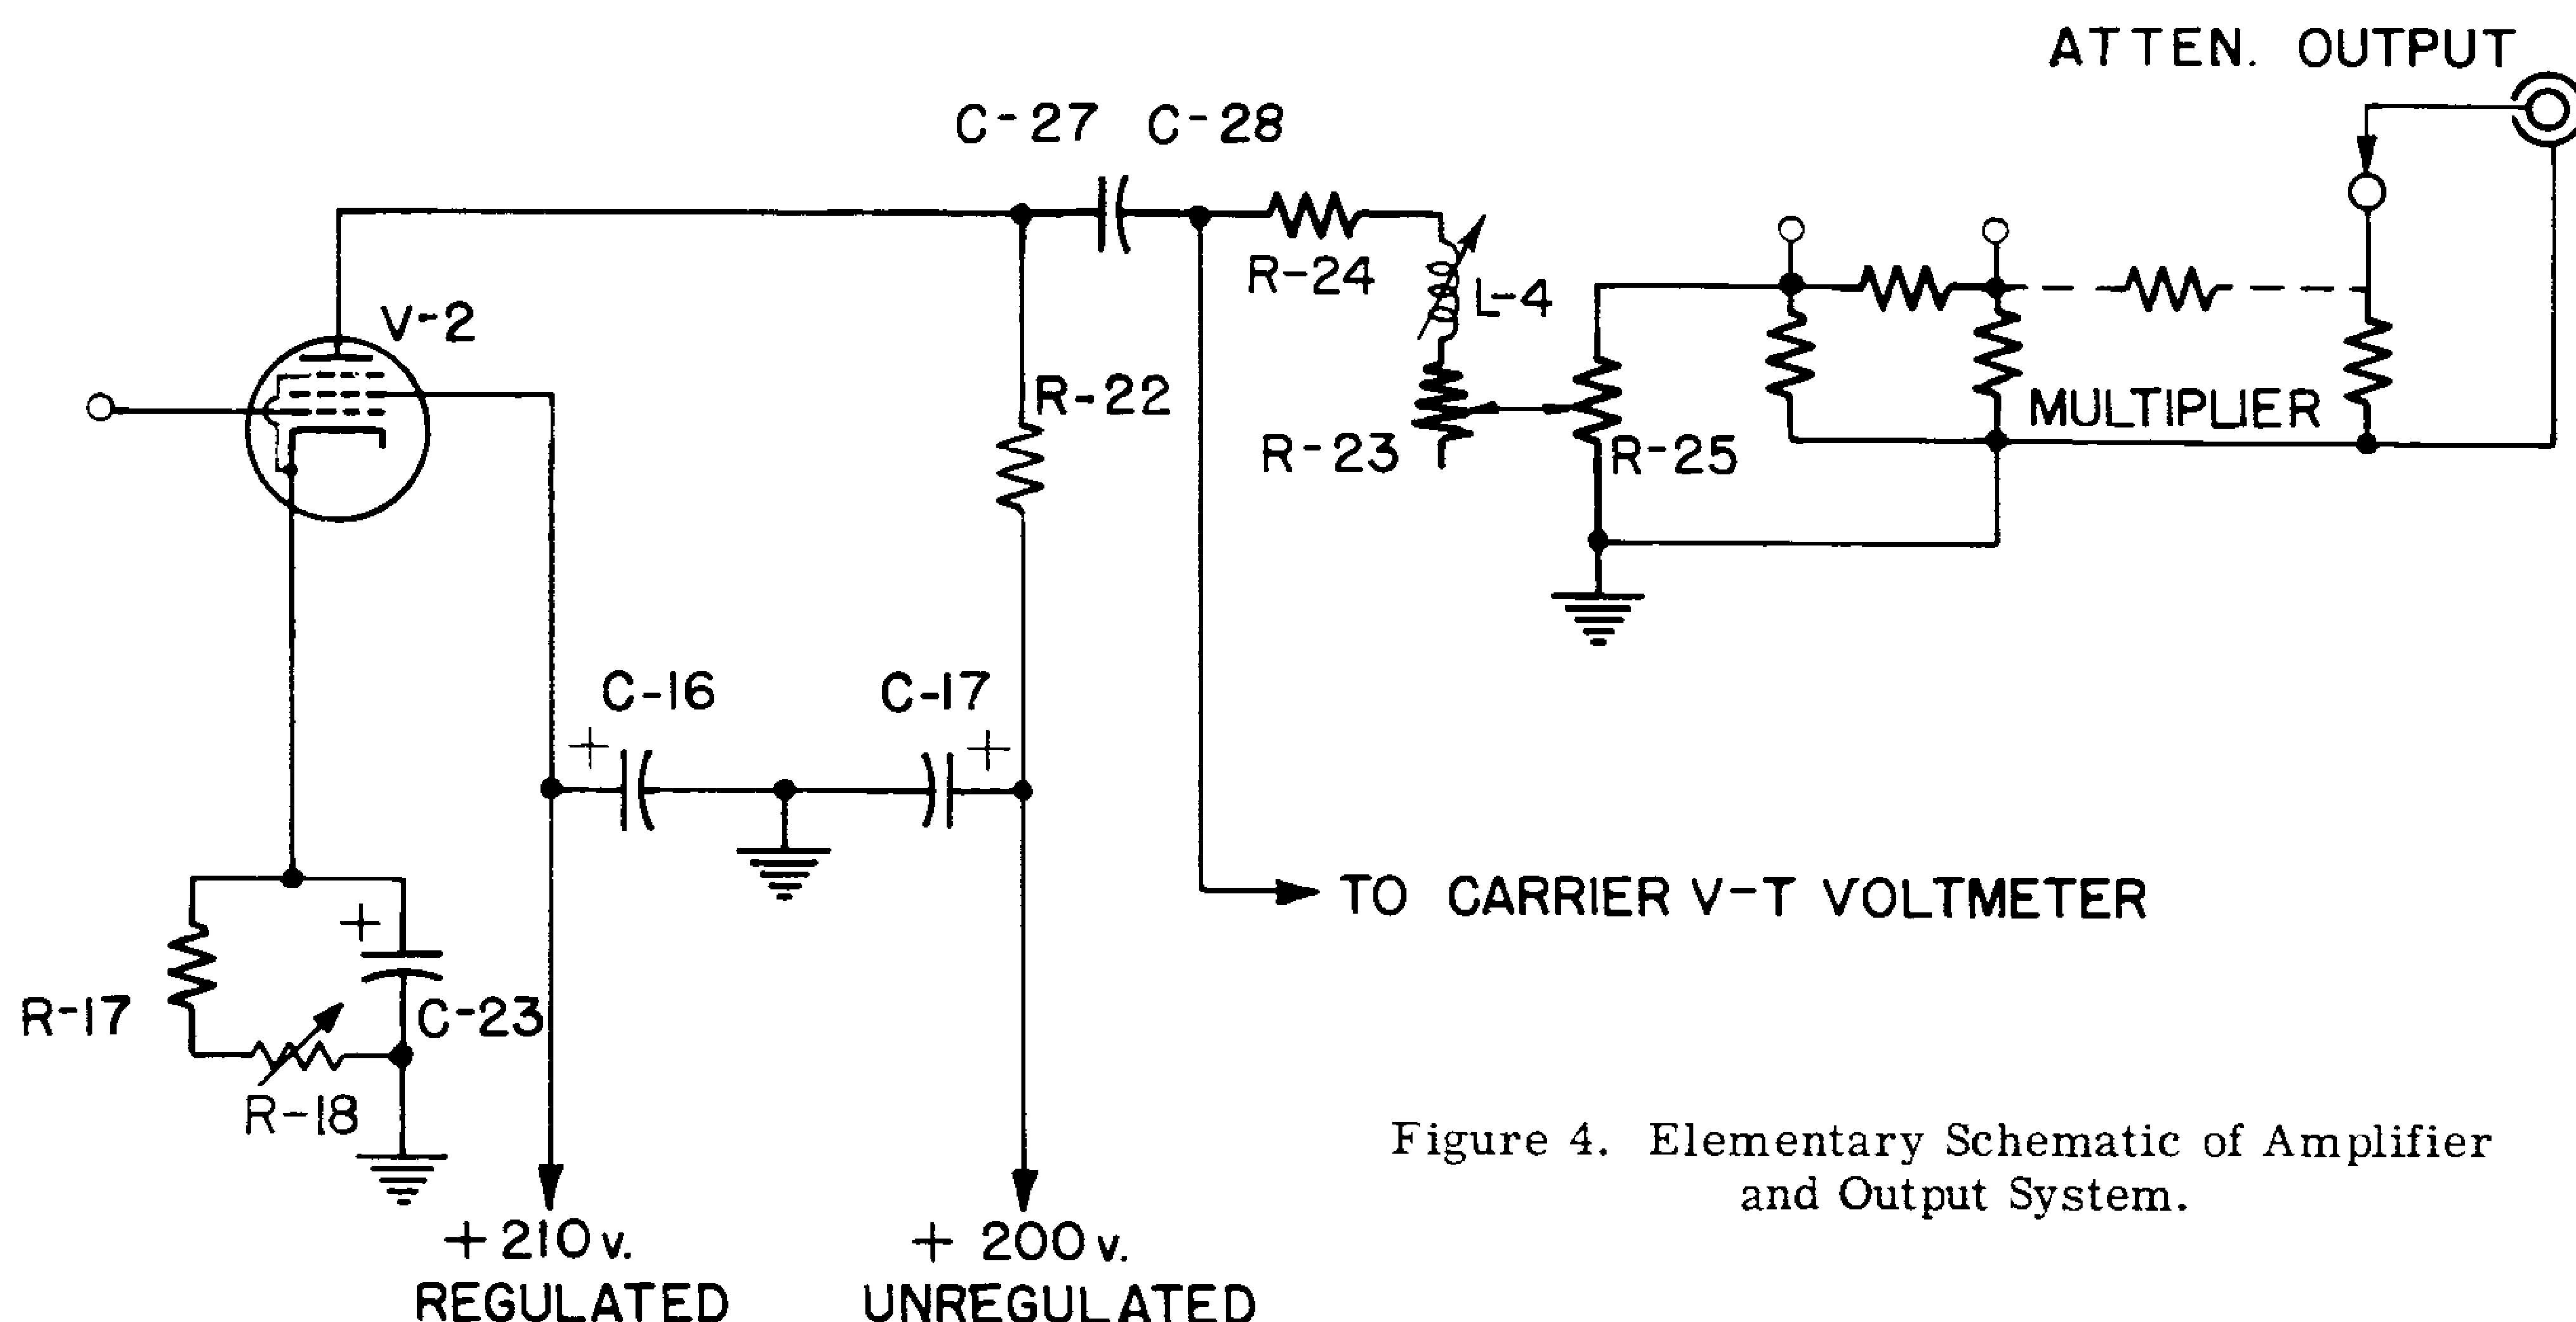 ATTEN. OUTPUT
C-27 C-28
R-24
L-4
V-2
R-22
MULTIPLIER
R-23
R-25
+ C-16
C-17 +
TO CARRIER V-T VOLTMETER
+
R-17
C-23
R-18
+ 210 v.
REGULATED
+ 200 v.
UNREGULATED
Figure 4. Elementary Schematic of Amplifier
and Output System.